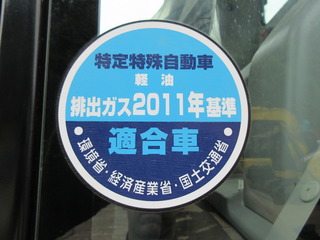 特定特殊自動車
軽油
排出ガス2011年基準
適合車
・環境省・経済産業省・国土交通省・